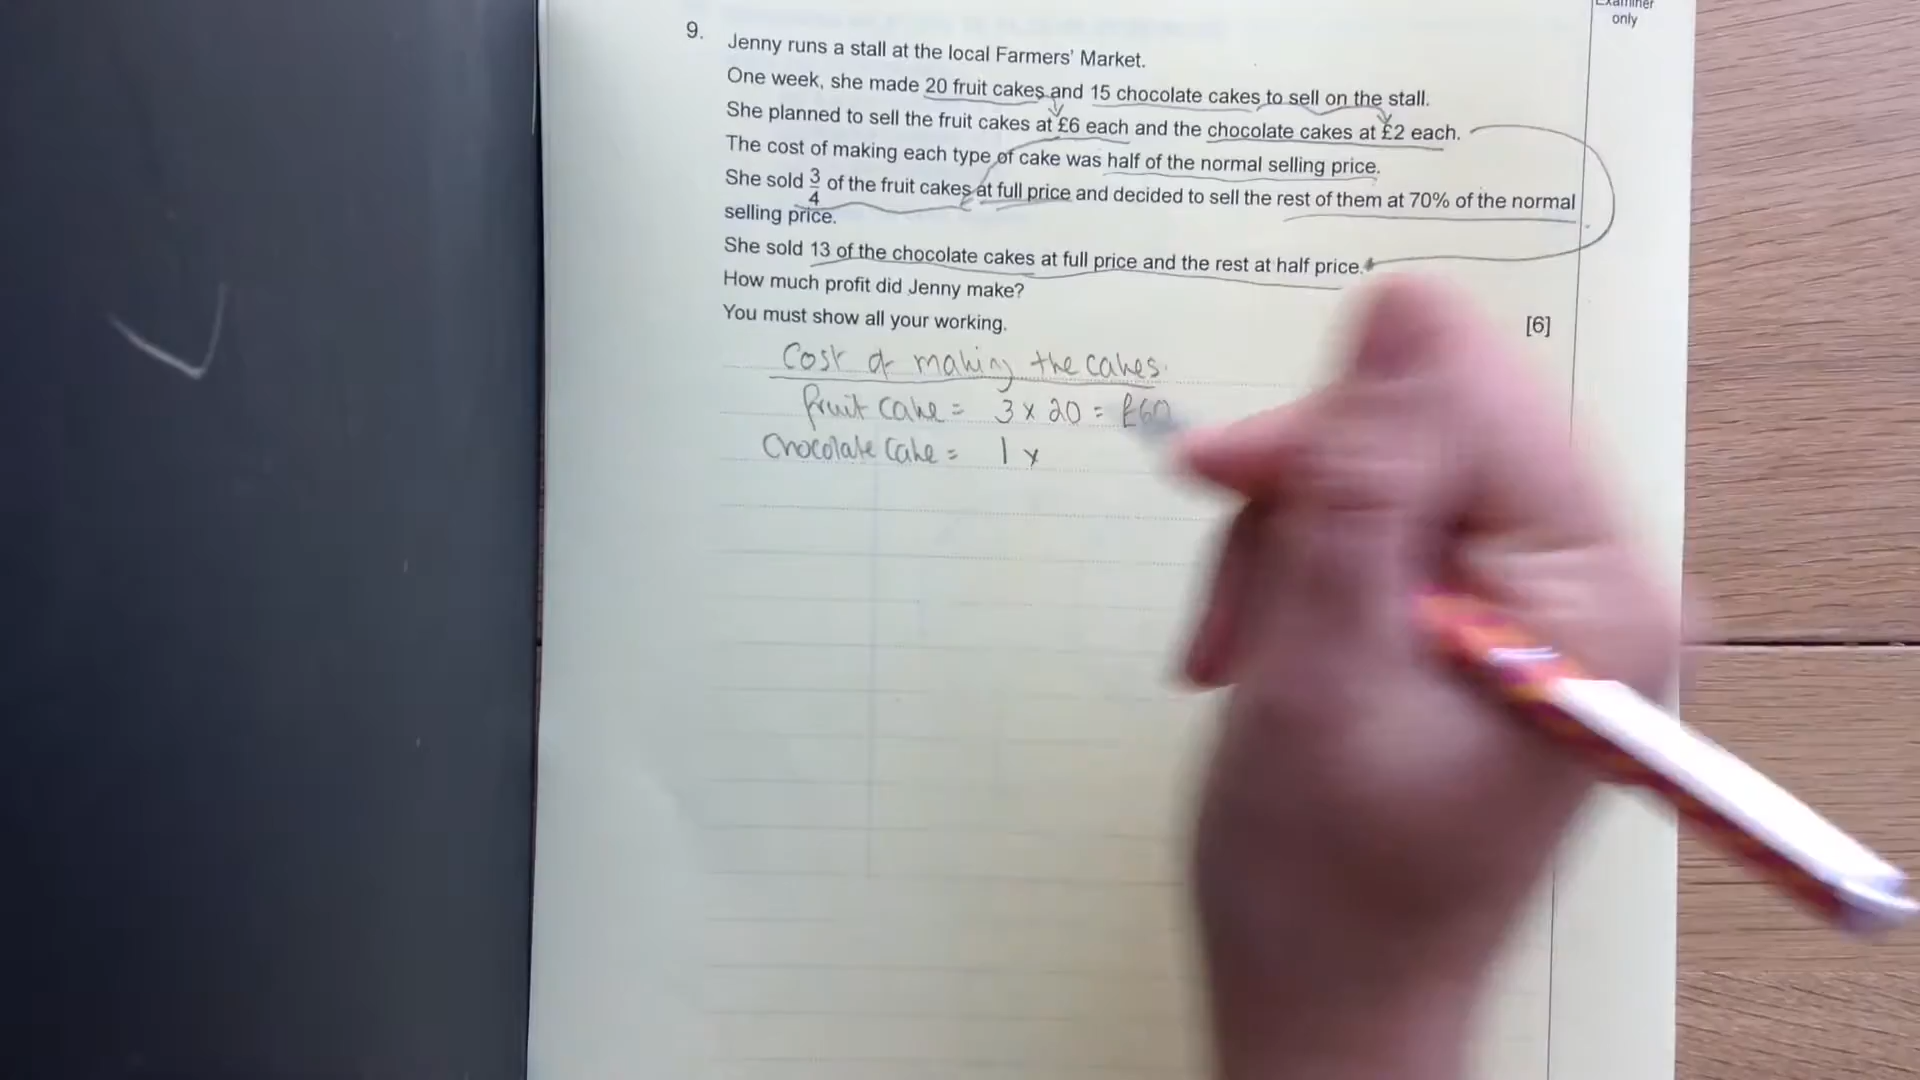 Examiner
only
9.
Jenny runs a stall at the local Farmers' Market.
One week, she made 20 fruit cakes and 15 chocolate cakes to sell on the stall.
She planned to sell the fruit cakes at £6 each and the chocolate cakes at £2 each.
The cost of making each type of cake was half of the normal selling price.
She sold 3/4 of the fruit cakes at full price and decided to sell the rest of them at 70% of the normal
selling price.
She sold 13 of the chocolate cakes at full price and the rest at half price.
How much profit did Jenny make?
You must show all your working.
[6]
Cost of making the cakes.
fruit cake = 3 x 20 = £60
Chocolate Cake = 1 x